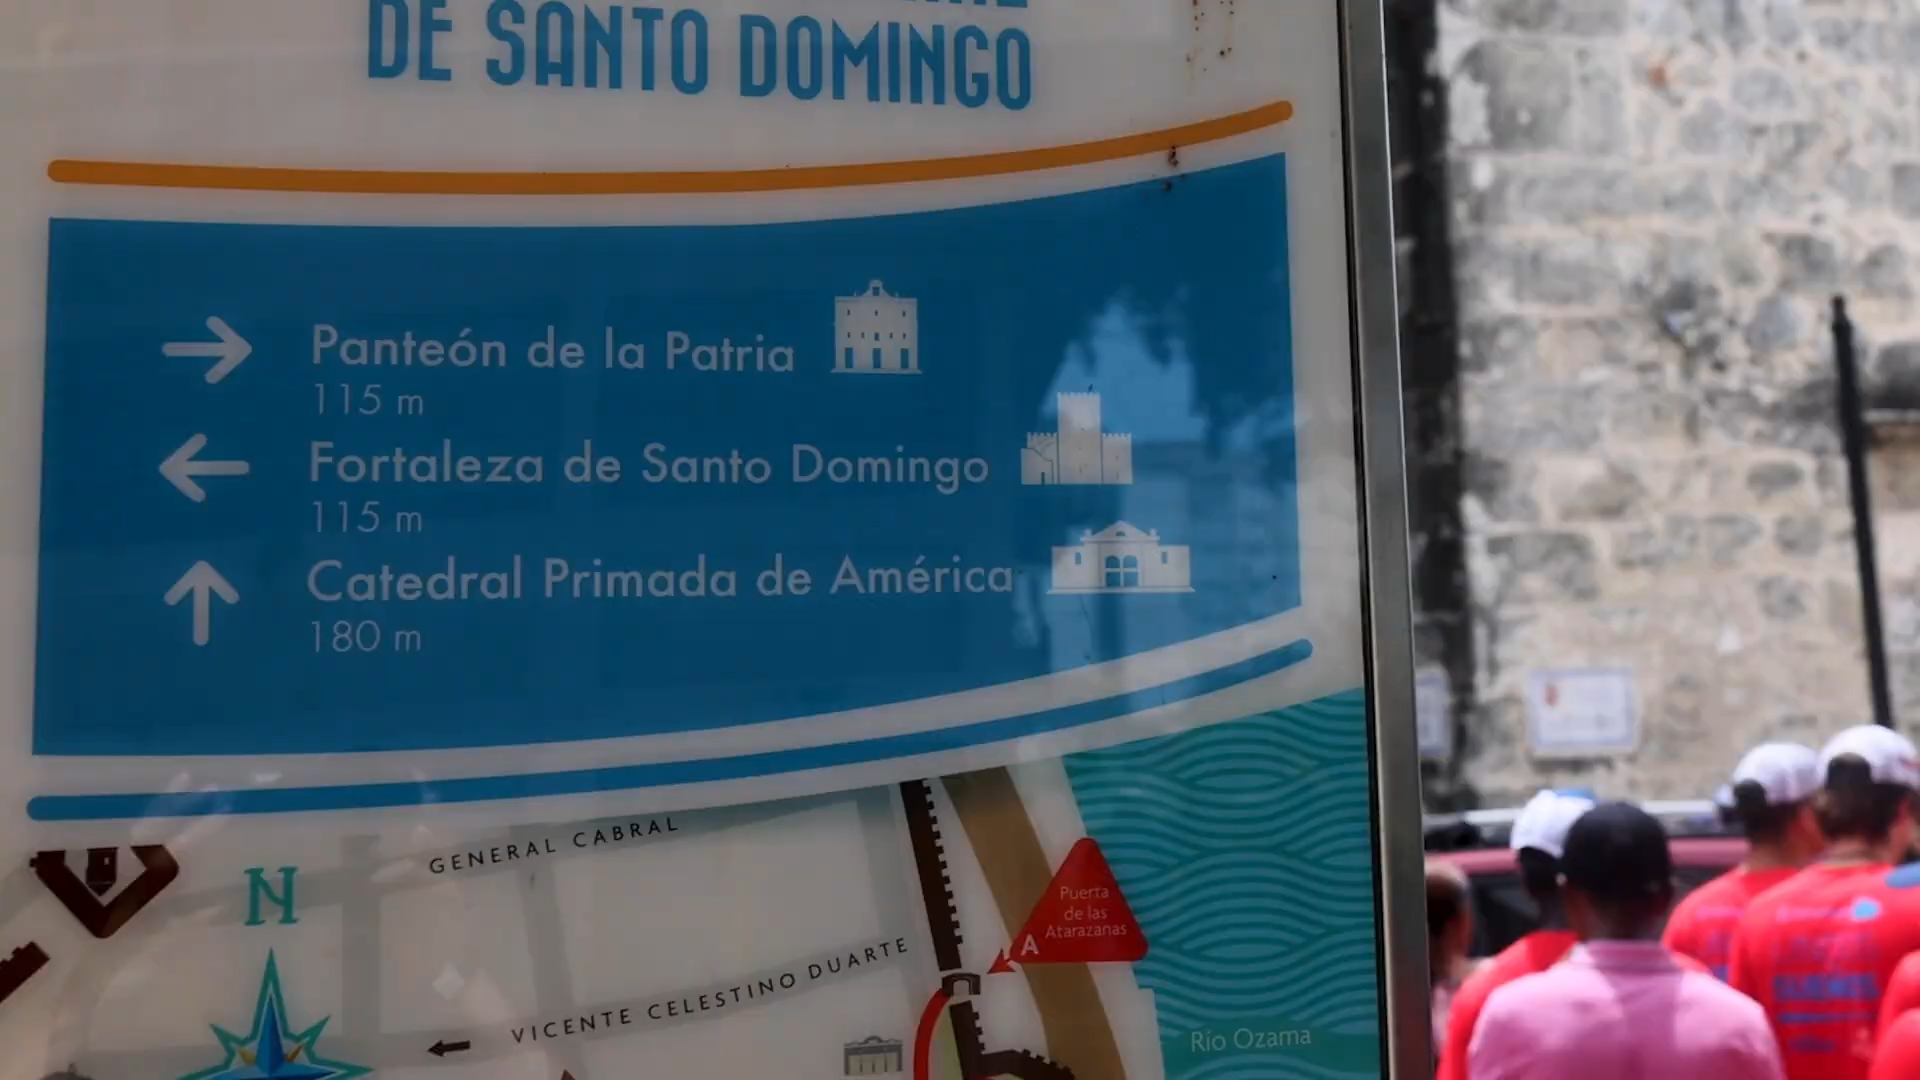 DE SANTO DOMINGO
Panteón de la Patria
115 m
Fortaleza de Santo Domingo
115 m
Catedral Primada de América
180 m
GENERAL CABRAL
N
Puerta
de las
Atarazanas
A
VICENTE CELESTINO DUARTE
Río Ozama